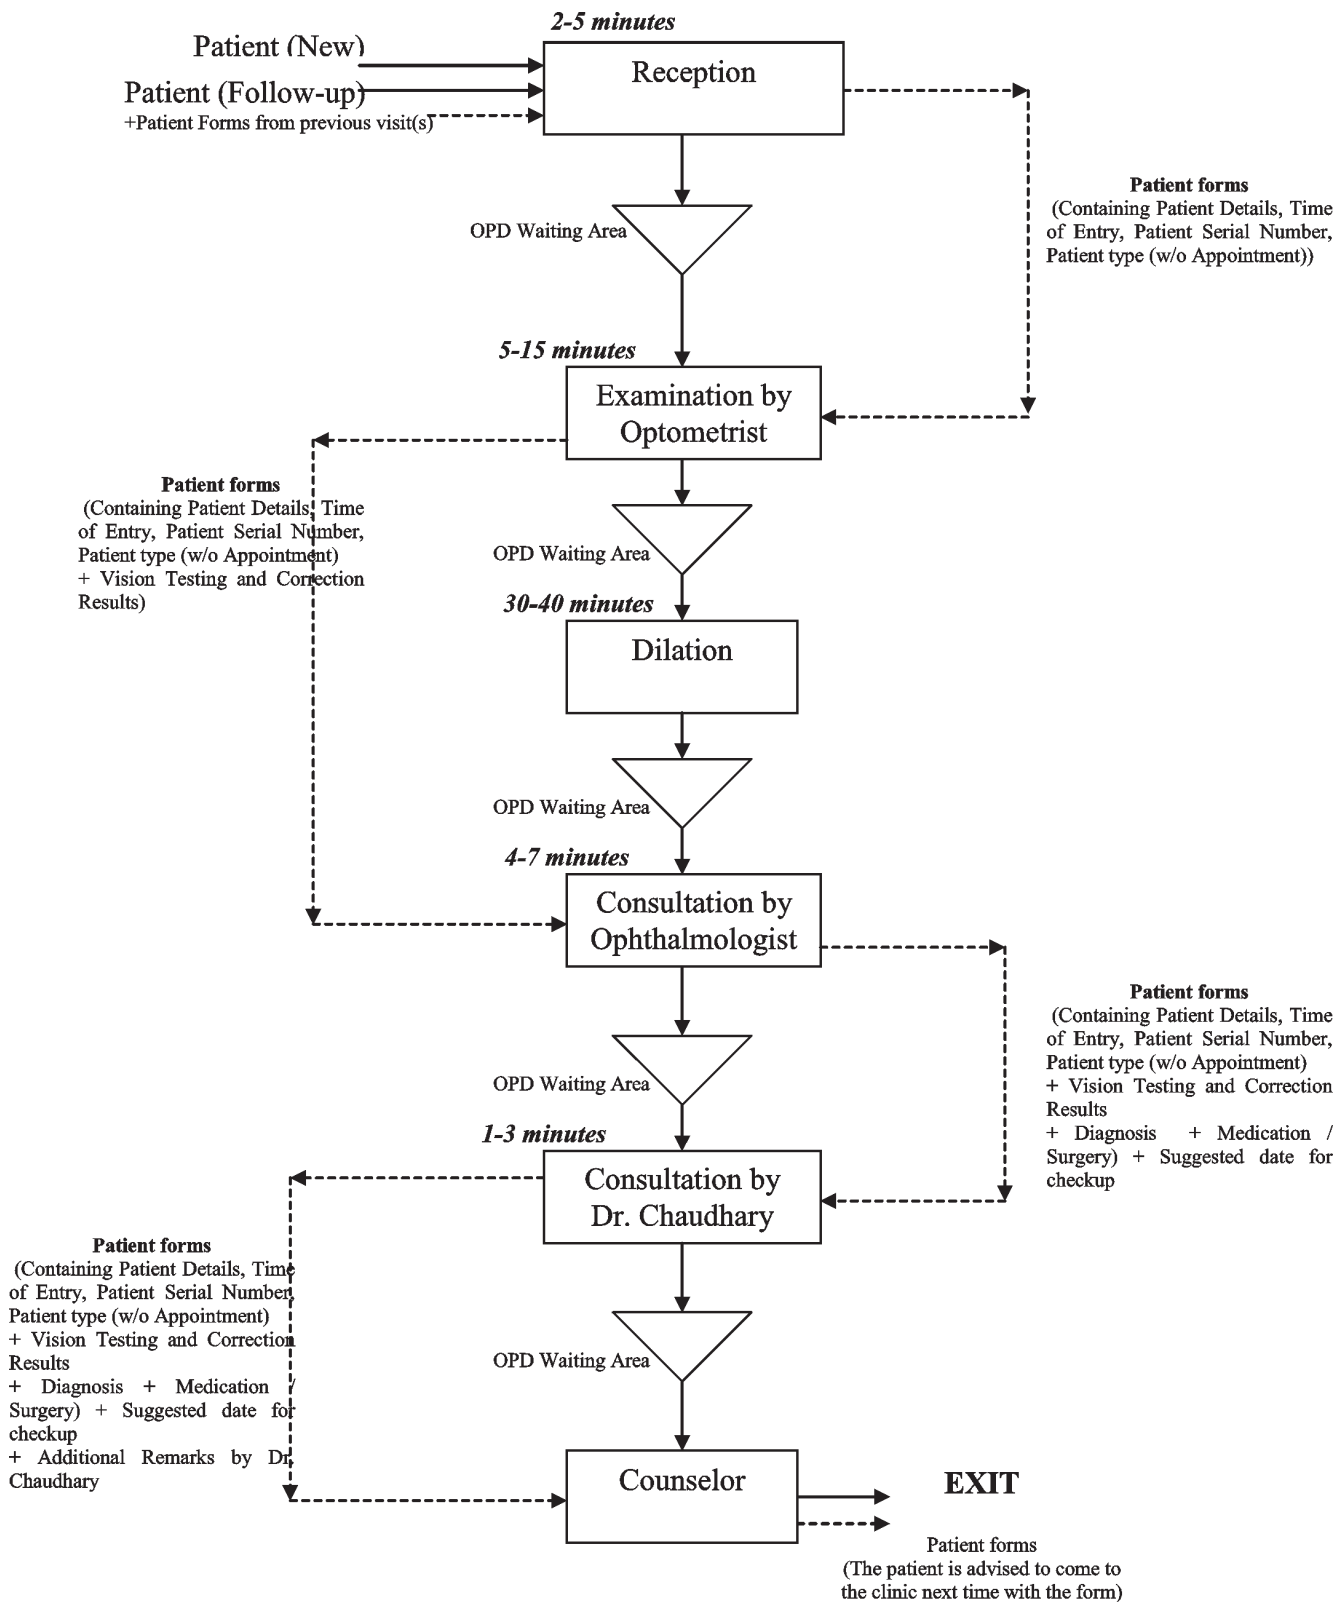 2-5 minutes
Patient (New)
Reception
Patient (Follow-up)
+Patient Forms from previous visit(s)
Patient forms
(Containing Patient Details, Time
of Entry, Patient Serial Number,
Patient type (w/o Appointment))
OPD Waiting Area
5-15 minutes
Examination by
Optometrist
Patient forms
(Containing Patient Details, Time
of Entry, Patient Serial Number,
Patient type (w/o Appointment)
+ Vision Testing and Correction
Results)
OPD Waiting Area
30-40 minutes
Dilation
OPD Waiting Area
4-7 minutes
Consultation by
Ophthalmologist
Patient forms
(Containing Patient Details, Time
of Entry, Patient Serial Number,
Patient type (w/o Appointment)
+ Vision Testing and Correction
Results
+ Diagnosis + Medication /
Surgery) + Suggested date for
checkup
OPD Waiting Area
1-3 minutes
Consultation by
Dr. Chaudhary
Patient forms
(Containing Patient Details, Time
of Entry, Patient Serial Number,
Patient type (w/o Appointment)
+ Vision Testing and Correction
Results
+ Diagnosis + Medication /
Surgery) + Suggested date for
checkup
+ Additional Remarks by Dr.
Chaudhary
OPD Waiting Area
Counselor
EXIT
Patient forms
(The patient is advised to come to
the clinic next time with the form)